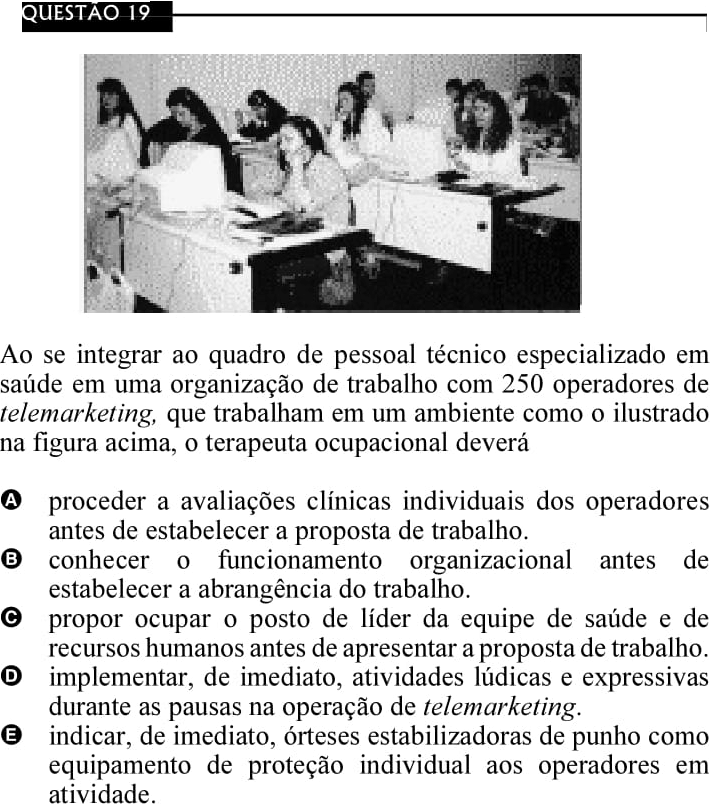 QUESTÃO 19
Ao se integrar ao quadro de pessoal técnico especializado em
saúde em uma organização de trabalho com 250 operadores de
telemarketing, que trabalham em um ambiente como o ilustrado
na figura acima, o terapeuta ocupacional deverá
A proceder a avaliações clínicas individuais dos operadores
antes de estabelecer a proposta de trabalho.
B conhecer o funcionamento organizacional antes de
estabelecer a abrangência do trabalho.
C propor ocupar o posto de líder da equipe de saúde e de
recursos humanos antes de apresentar a proposta de trabalho.
D implementar, de imediato, atividades lúdicas e expressivas
durante as pausas na operação de telemarketing.
E indicar, de imediato, órteses estabilizadoras de punho como
equipamento de proteção individual aos operadores em
atividade.